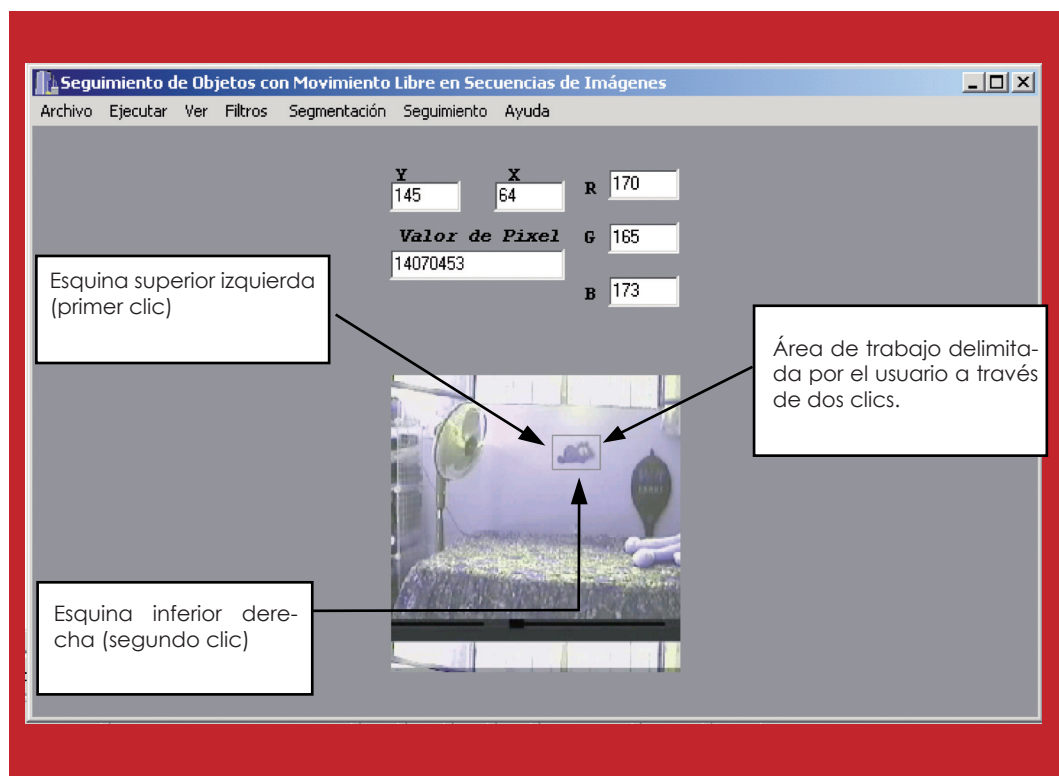 Seguimiento de Objetos con Movimiento Libre en Secuencias de Imágenes
Archivo Ejecutar Ver Filtros Segmentación Seguimiento Ayuda
Y X
145 64
R 170
Valor de Pixel
14070453
G 165
B 173
Esquina superior izquierda
(primer clic)
Área de trabajo delimita-
da por el usuario a través
de dos clics.
Esquina inferior dere-
cha (segundo clic)